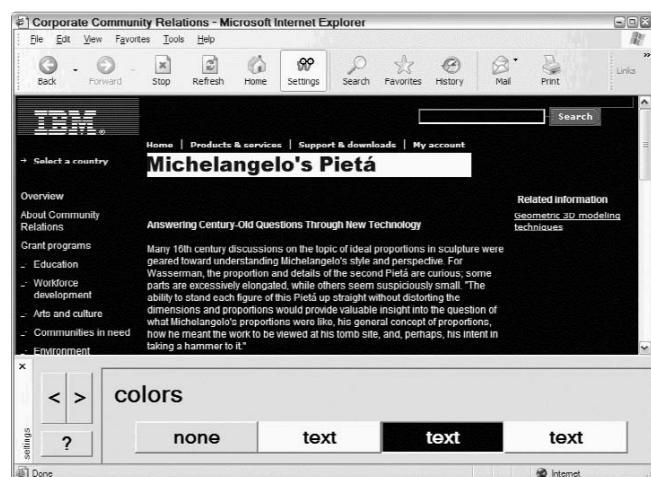 Corporate Community Relations - Microsoft Internet Explorer
File Edit View Favorites Tools Help
Back Forward Stop Refresh Home Settings Search Favorites History Mail Print Links »
IBM®
Search
Home | Products & services | Support & downloads | My account
→ Select a country
Michelangelo's Pietá
Overview
About Community
Relations
Grant programs
Education
Workforce
development
Arts and culture
Communities in need
Environment
Answering Century-Old Questions Through New Technology
Many 16th century discussions on the topic of ideal proportions in sculpture were
geared toward understanding Michelangelo's style and perspective. For
Wasserman, the proportion and details of the second Pietá are curious; some
parts are excessively elongated, while others seem suspiciously small. "The
ability to stand each figure of this Pietá up straight without distorting the
dimensions and proportions would provide valuable insight into the question of
what Michelangelo's proportions were like, his general concept of proportions,
how he meant the work to be viewed at his tomb site, and, perhaps, his intent in
taking a hammer to it."
Related information
Geometric 3D modeling
techniques
settings
< >
?
colors
none text text text
Done Internet